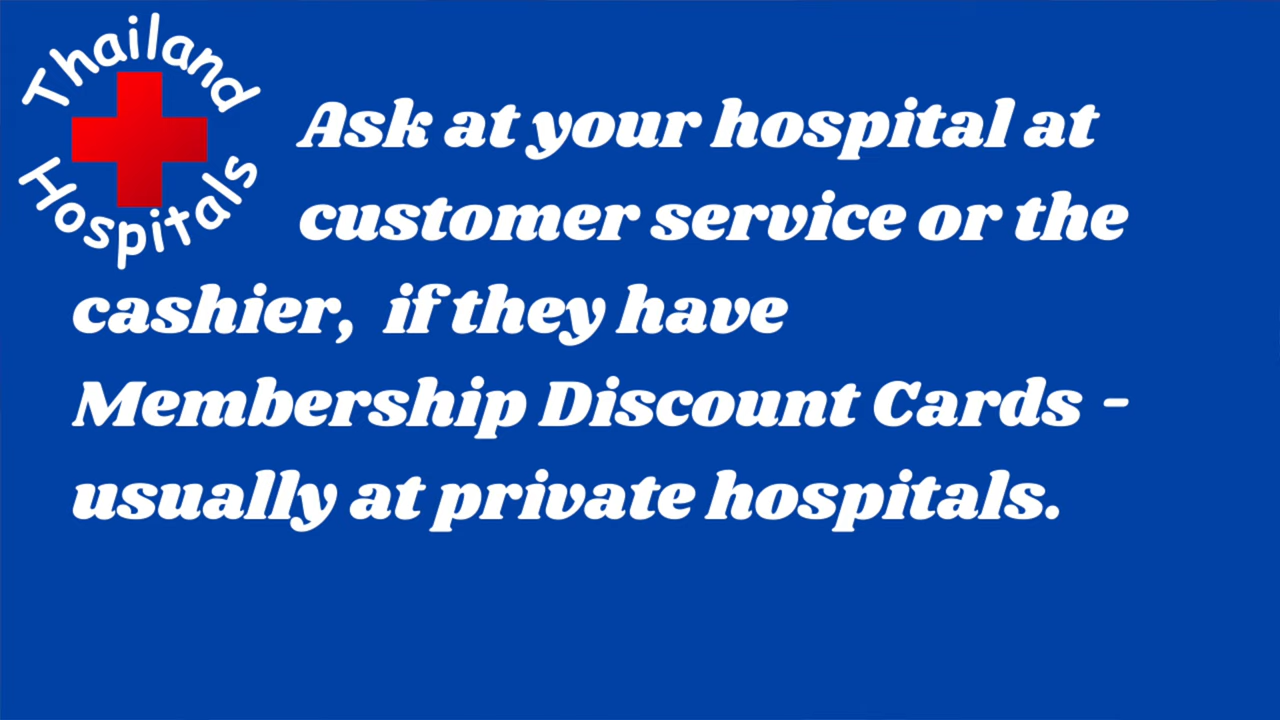 Thailand
Hospitals
Ask at your hospital at
customer service or the
cashier,  if they have
Membership Discount Cards -
usually at private hospitals.